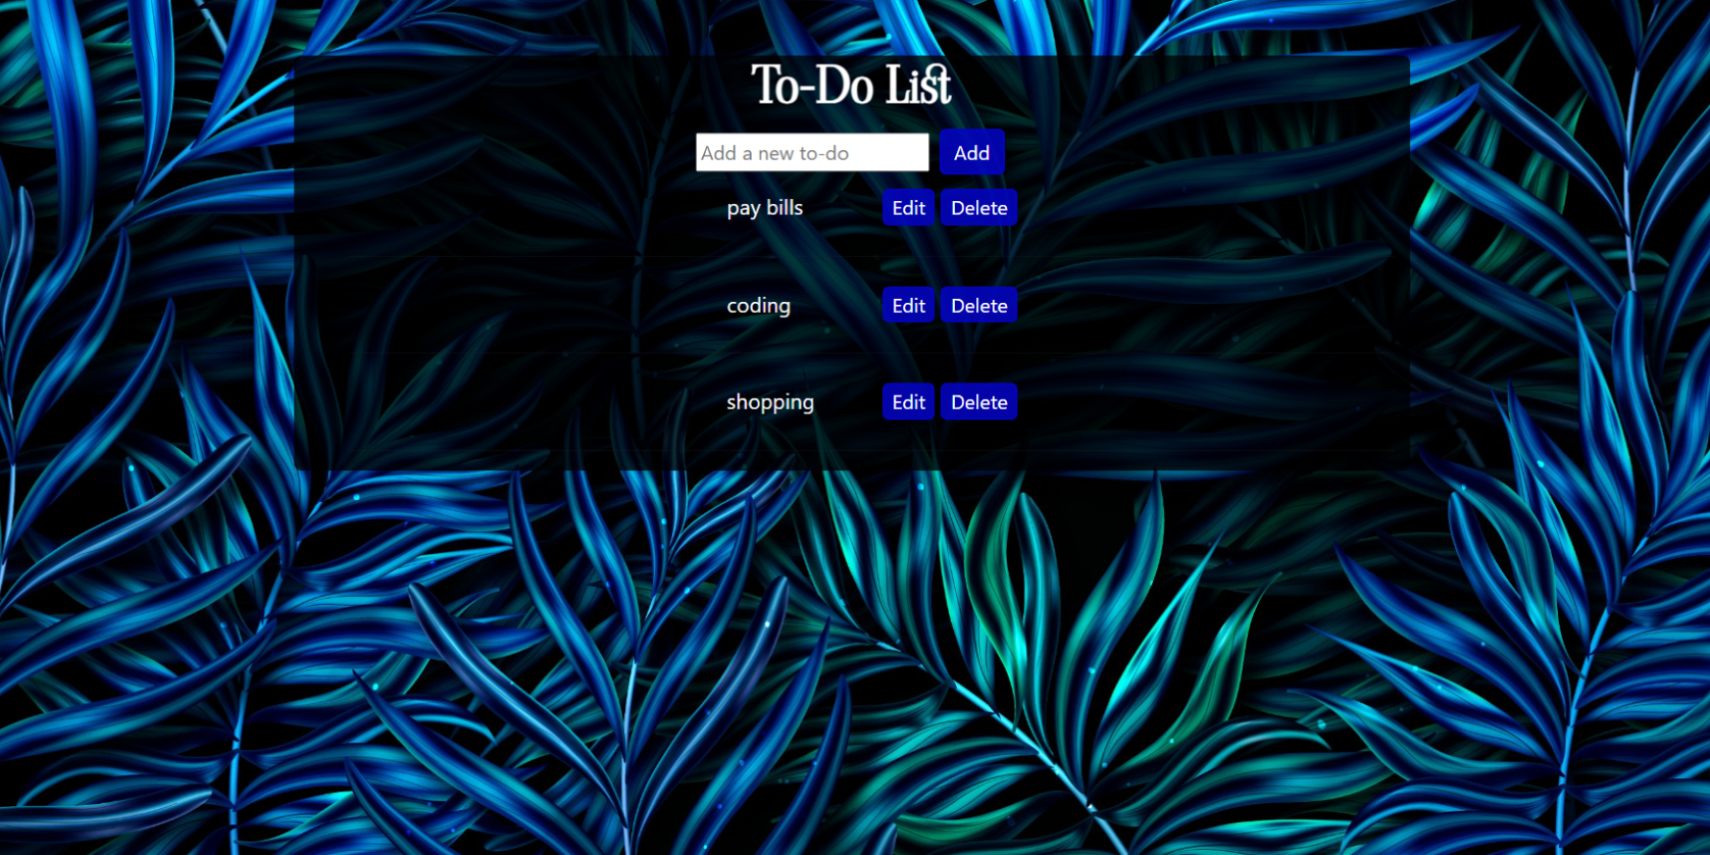 To-Do List
Add a new to-do Add
pay bills Edit Delete
coding Edit Delete
shopping Edit Delete